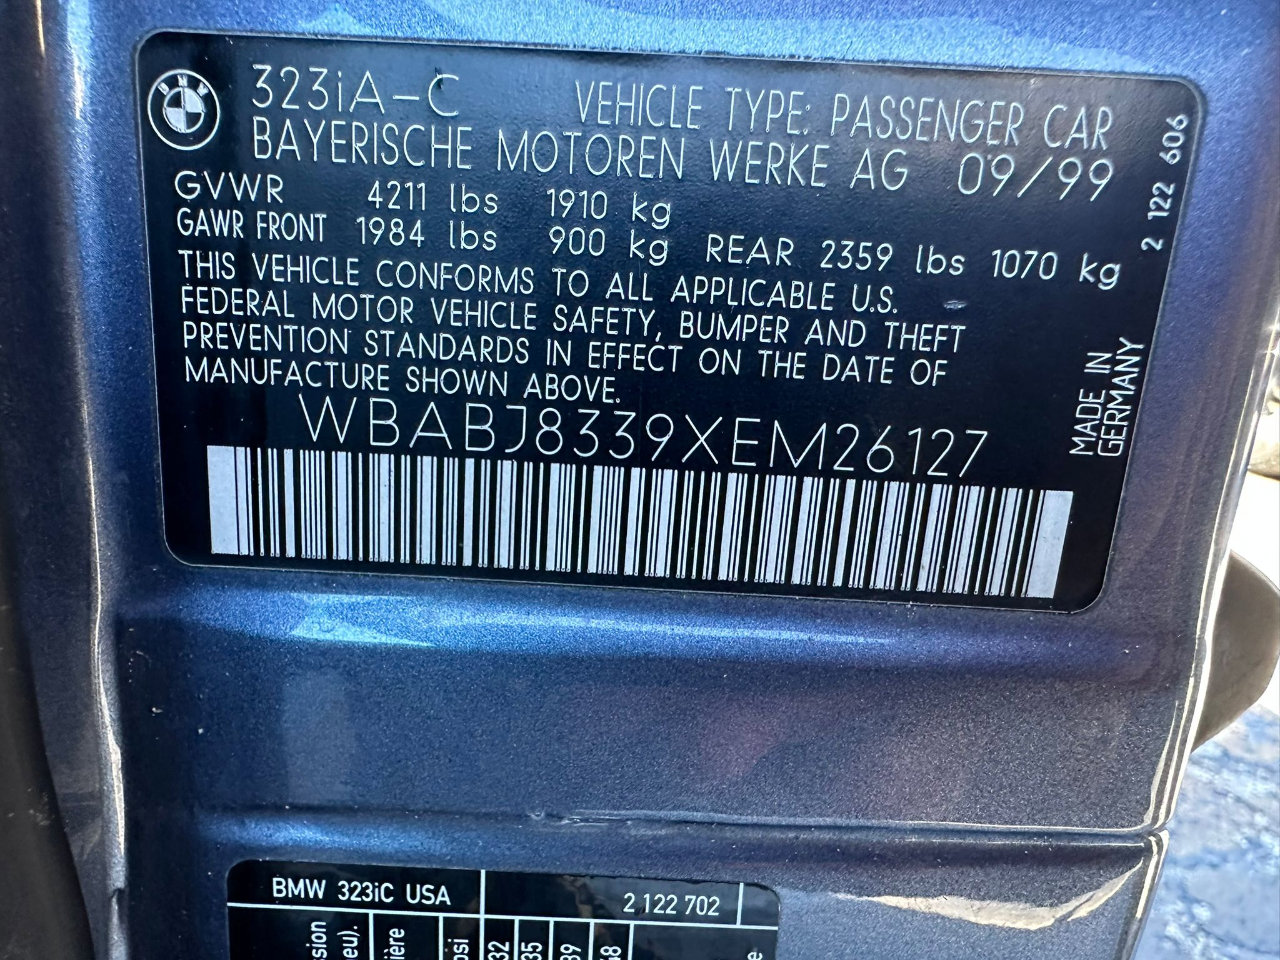 BMW
323iA-C VEHICLE TYPE: PASSENGER CAR
BAYERISCHE MOTOREN WERKE AG 09/99
GVWR 4211 lbs 1910 kg
GAWR FRONT 1984 lbs 900 kg REAR 2359 lbs 1070 kg
THIS VEHICLE CONFORMS TO ALL APPLICABLE U.S.
FEDERAL MOTOR VEHICLE SAFETY, BUMPER AND THEFT
PREVENTION STANDARDS IN EFFECT ON THE DATE OF
MANUFACTURE SHOWN ABOVE.
WBABJ8339XEM26127
2 122 606
MADE IN
GERMANY
BMW 323iC USA 2 122 702